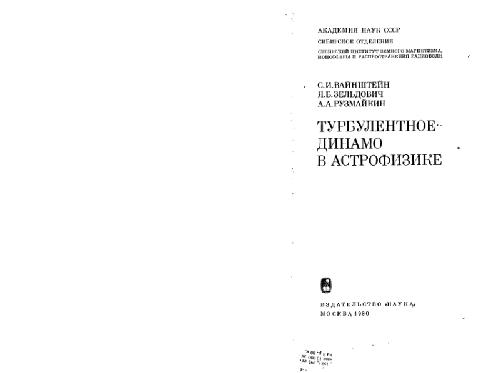 АКАДЕМИЯ НАУК СССР
СИБИРСКОЕ ОТДЕЛЕНИЕ
СИБИРСКИЙ ИНСТИТУТ ЗЕМНОГО МАГНЕТИЗМА,
ИОНОСФЕРЫ И РАСПРОСТРАНЕНИЯ РАДИОВОЛН
С.И.ВАЙНШТЕЙН
Я.Б.ЗЕЛЬДОВИЧ
А.А.РУЗМАЙКИН
ТУРБУЛЕНТНОЕ
ДИНАМО
В АСТРОФИЗИКЕ
ИЗДАТЕЛЬСТВО «НАУКА»
МОСКВА 1980